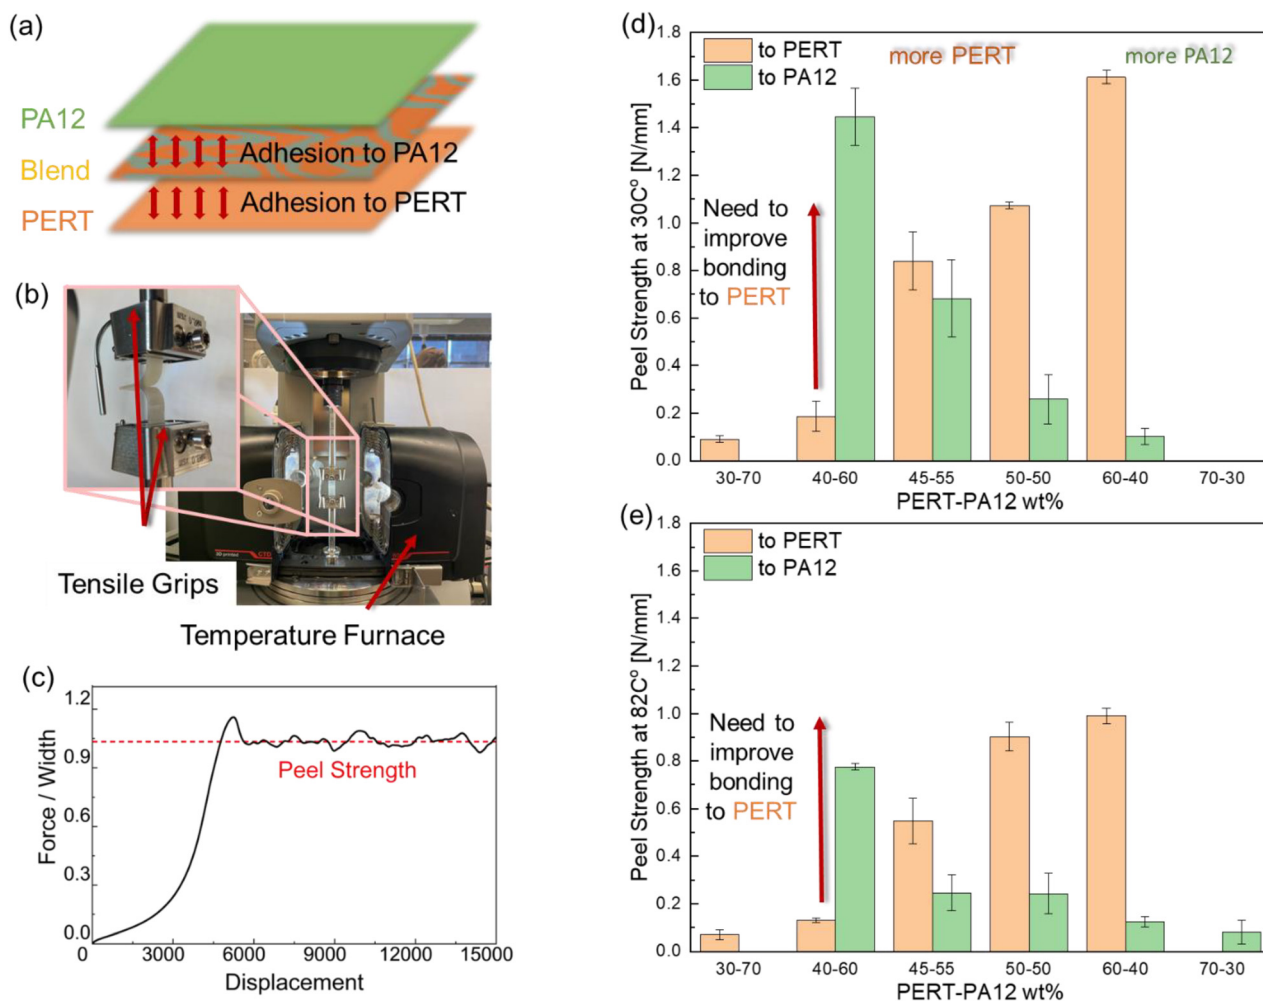 (a)
PA12
Blend
PERT
Adhesion to PA12
Adhesion to PERT
(b)
Tensile Grips
Temperature Furnace
(c)
1.2
0.9
0.6
0.3
0.0
Force / Width
Peel Strength
0 3000 6000 9000 12000 15000
Displacement
(d)
1.8
1.6
1.4
1.2
1.0
0.8
0.6
0.4
0.2
0.0
Peel Strength at 30Cº [N/mm]
to PERT
to PA12
more PERT
more PA12
Need to
improve
bonding
to PERT
30-70 40-60 45-55 50-50 60-40 70-30
PERT-PA12 wt%
(e)
1.8
1.6
1.4
1.2
1.0
0.8
0.6
0.4
0.2
0.0
Peel Strength at 82Cº [N/mm]
to PERT
to PA12
Need to
improve
bonding
to PERT
30-70 40-60 45-55 50-50 60-40 70-30
PERT-PA12 wt%